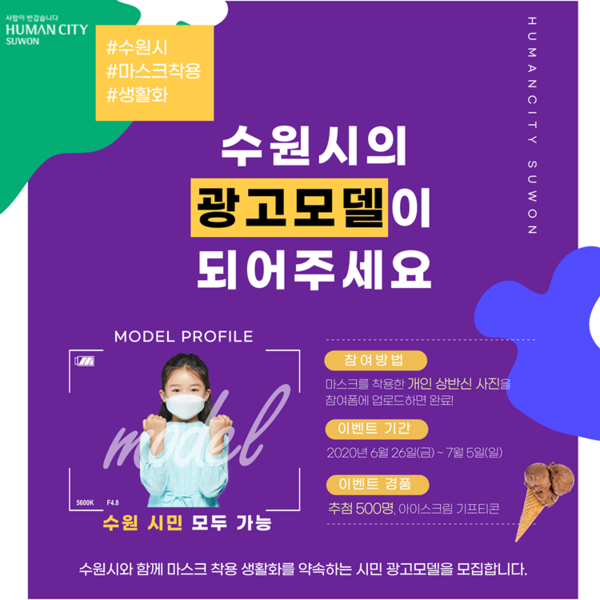 사람이 반갑습니다
HUMAN CITY
SUWON
#수원시
#마스크착용
#생활화
HUMANCITY SUWON
수원시의
광고모델이
되어주세요
MODEL PROFILE
model
5600K F4.8
수원 시민 모두 가능
참여방법
마스크를 착용한 개인 상반신 사진을
참여폼에 업로드하면 완료!
이벤트 기간
2020년 6월 26일(금) ~ 7월 5일(일)
이벤트 경품
추첨 500명, 아이스크림 기프티콘
수원시와 함께 마스크 착용 생활화를 약속하는 시민 광고모델을 모집합니다.